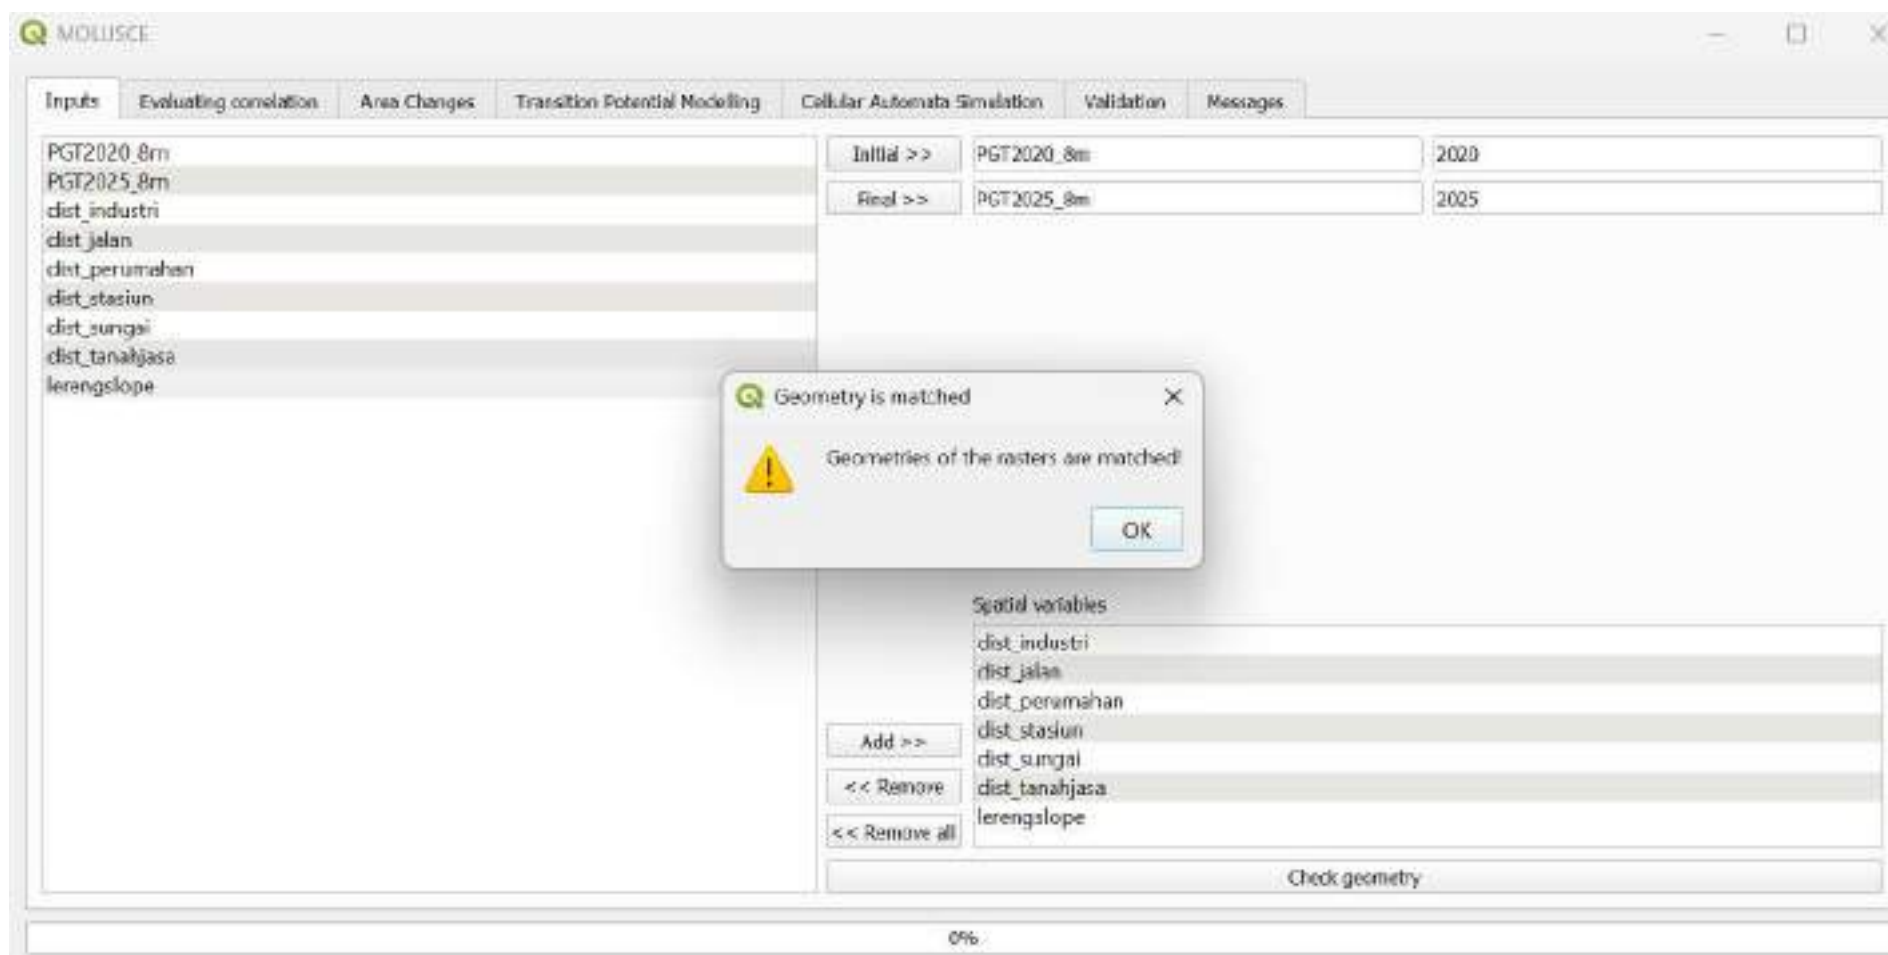 MOLUSCE
Inputs Evaluating correlation Area Changes Transition Potential Modelling Cellular Automata Simulation Validation Messages
PGT2020_8m
PGT2025_8m
dist_industri
dist_jalan
dist_perumahan
dist_stasiun
dist_sungai
dist_tanahjasa
lerengslope
Initial >> PGT2020_8m 2020
Final >> PGT2025_8m 2025
Geometry is matched
Geometries of the rasters are matched!
OK
Spatial variables
dist_industri
dist_jalan
dist_perumahan
dist_stasiun
dist_sungai
dist_tanahjasa
lerengslope
Add >>
<< Remove
<< Remove all
Check geometry
0%